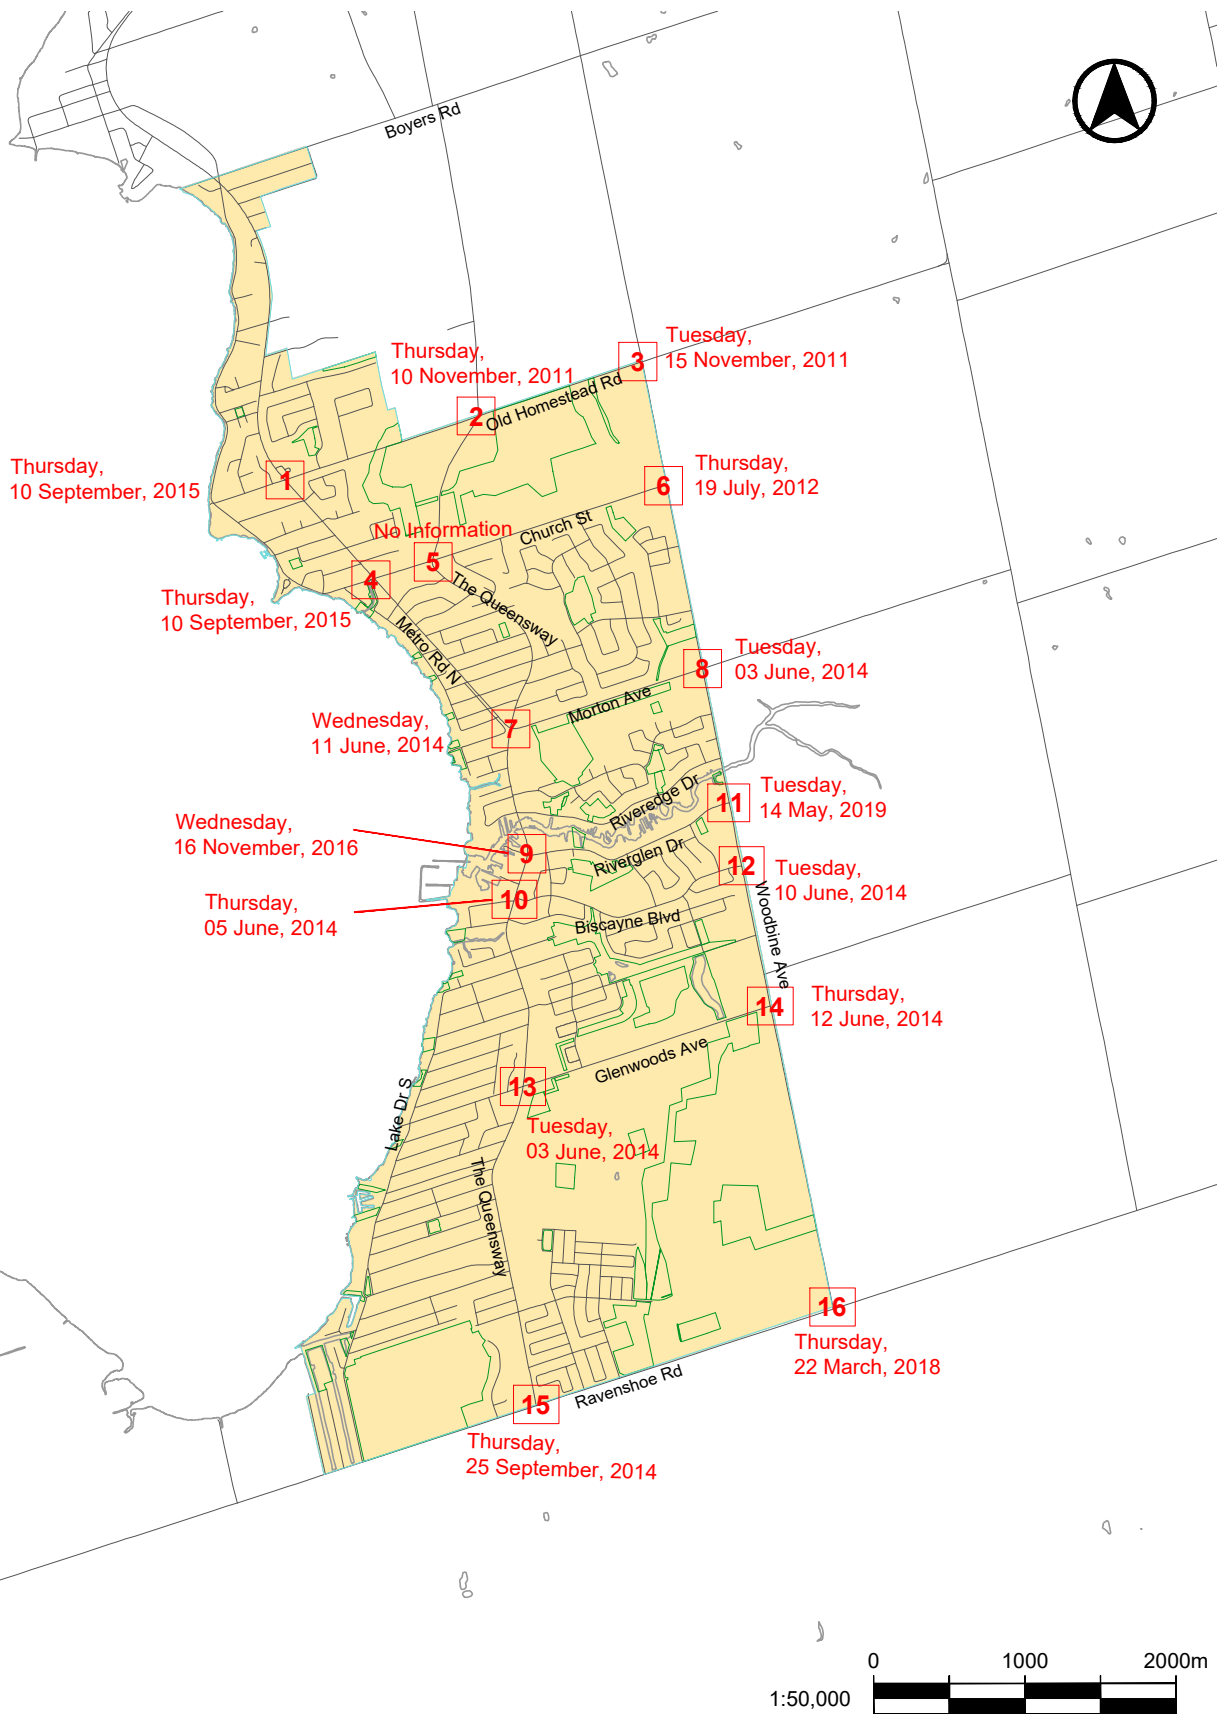 Boyers Rd
Tuesday,
15 November, 2011
3
Thursday,
10 November, 2011
2
Old Homestead Rd
Thursday,
10 September, 2015
1
Thursday,
19 July, 2012
6
No Information
5
Church St
4
Thursday,
10 September, 2015
The Queensway
Metro Rd N
Tuesday,
03 June, 2014
8
Morton Ave
Wednesday,
11 June, 2014
7
Riveredge Dr
Tuesday,
14 May, 2019
11
Wednesday,
16 November, 2016
9
Riverglen Dr
12
Tuesday,
10 June, 2014
Thursday,
05 June, 2014
10
Biscayne Blvd
Woodbine Ave
Thursday,
12 June, 2014
14
Glenwoods Ave
13
Lake Dr S
Tuesday,
03 June, 2014
The Queensway
16
Thursday,
22 March, 2018
Ravenshoe Rd
15
Thursday,
25 September, 2014
0 1000 2000m
1:50,000